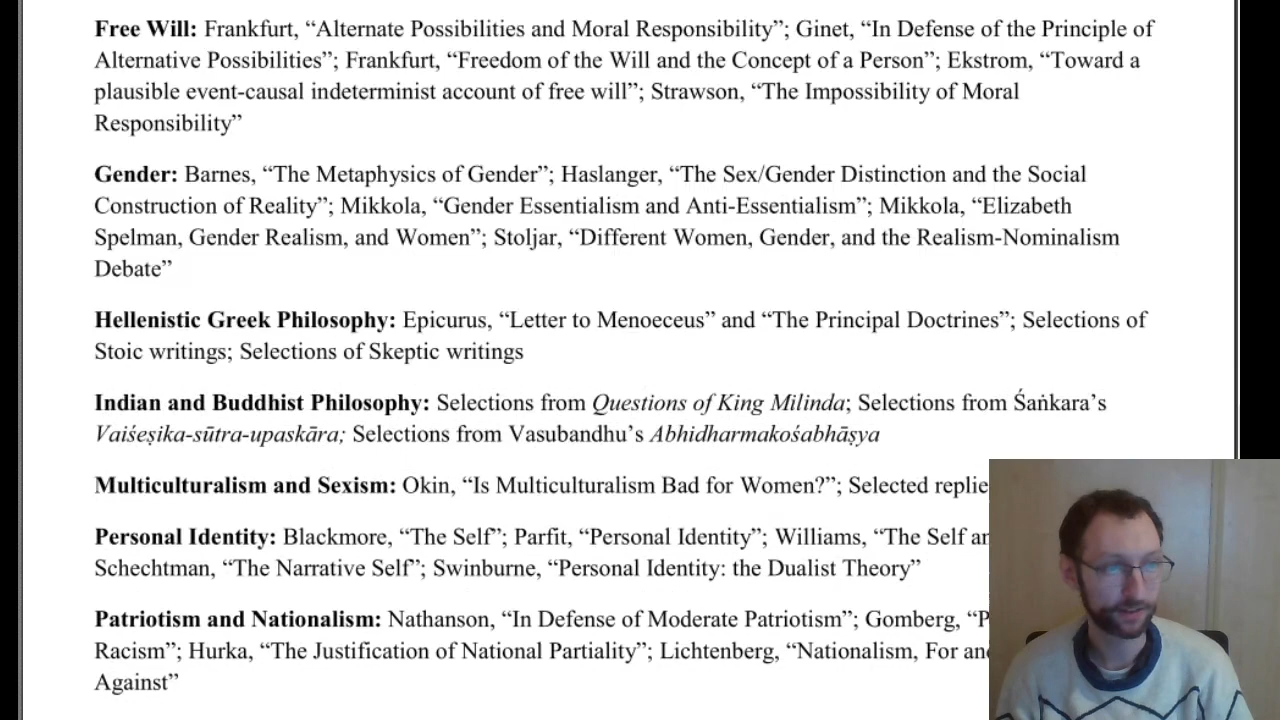 Free Will: Frankfurt, “Alternate Possibilities and Moral Responsibility”; Ginet, “In Defense of the Principle of
Alternative Possibilities”; Frankfurt, “Freedom of the Will and the Concept of a Person”; Ekstrom, “Toward a
plausible event-causal indeterminist account of free will”; Strawson, “The Impossibility of Moral
Responsibility”
Gender: Barnes, “The Metaphysics of Gender”; Haslanger, “The Sex/Gender Distinction and the Social
Construction of Reality”; Mikkola, “Gender Essentialism and Anti-Essentialism”; Mikkola, “Elizabeth
Spelman, Gender Realism, and Women”; Stoljar, “Different Women, Gender, and the Realism-Nominalism
Debate”
Hellenistic Greek Philosophy: Epicurus, “Letter to Menoeceus” and “The Principal Doctrines”; Selections of
Stoic writings; Selections of Skeptic writings
Indian and Buddhist Philosophy: Selections from Questions of King Milinda; Selections from Śaṅkara’s
Vaiśeṣika-sūtra-upaskāra; Selections from Vasubandhu’s Abhidharmakośabhāṣya
Multiculturalism and Sexism: Okin, “Is Multiculturalism Bad for Women?”; Selected replie
Personal Identity: Blackmore, “The Self”; Parfit, “Personal Identity”; Williams, “The Self an
Schechtman, “The Narrative Self”; Swinburne, “Personal Identity: the Dualist Theory”
Patriotism and Nationalism: Nathanson, “In Defense of Moderate Patriotism”; Gomberg, “P
Racism”; Hurka, “The Justification of National Partiality”; Lichtenberg, “Nationalism, For and
Against”